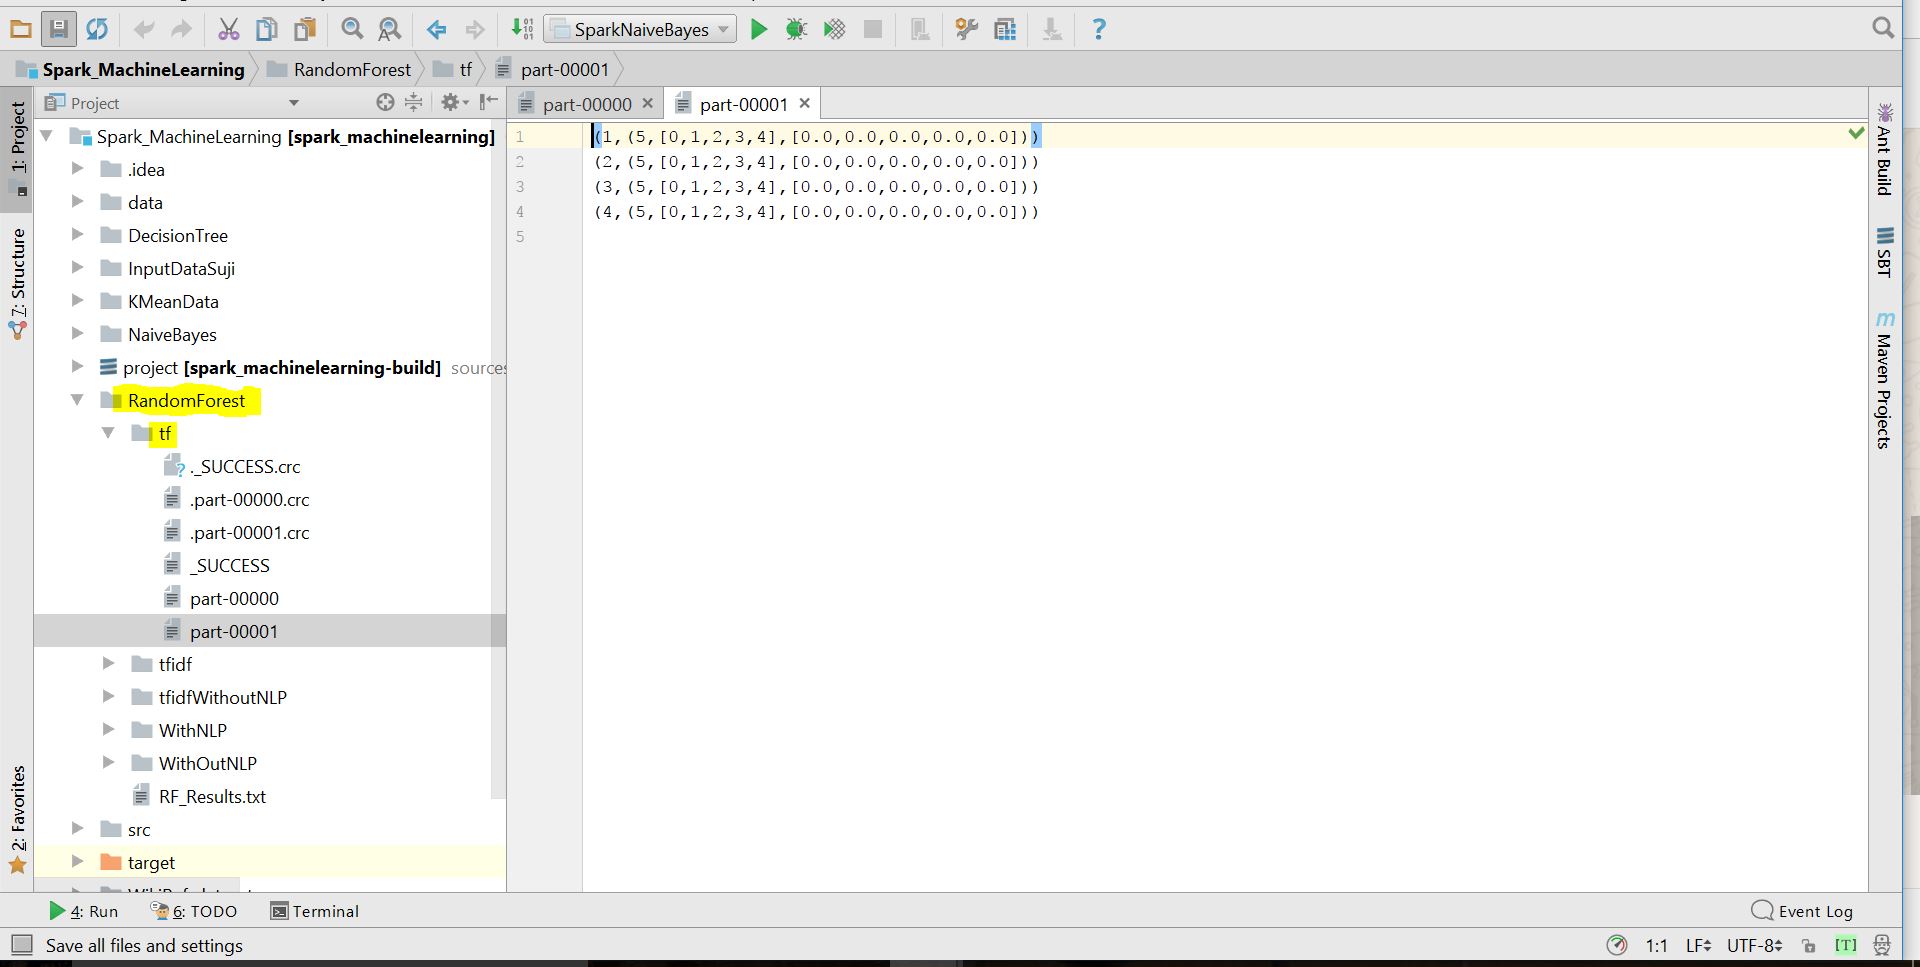 SparkNaiveBayes
Spark_MachineLearning RandomForest tf part-00001
Project
part-00000 part-00001
1: Project
7: Structure
2: Favorites
Spark_MachineLearning [spark_machinelearning]
.idea
data
DecisionTree
InputDataSuji
KMeanData
NaiveBayes
project [spark_machinelearning-build] sources
RandomForest
tf
._SUCCESS.crc
.part-00000.crc
.part-00001.crc
_SUCCESS
part-00000
part-00001
tfidf
tfidfWithoutNLP
WithNLP
WithOutNLP
RF_Results.txt
src
target
1 (1,(5,[0,1,2,3,4],[0.0,0.0,0.0,0.0,0.0]))
2 (2,(5,[0,1,2,3,4],[0.0,0.0,0.0,0.0,0.0]))
3 (3,(5,[0,1,2,3,4],[0.0,0.0,0.0,0.0,0.0]))
4 (4,(5,[0,1,2,3,4],[0.0,0.0,0.0,0.0,0.0]))
5
Ant Build
SBT
m Maven Projects
4: Run 6: TODO Terminal Event Log
Save all files and settings 1:1 LF UTF-8 [T]